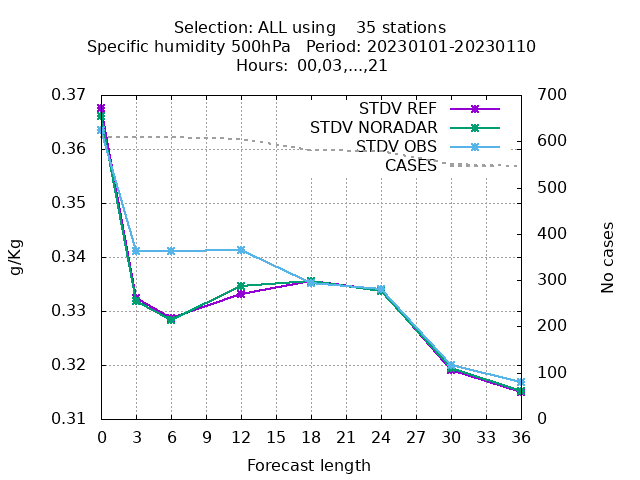 Selection: ALL using    35 stations
Specific humidity 500hPa   Period: 20230101-20230110
Hours: 00,03,...,21
0.37
0.36
0.35
0.34
0.33
0.32
0.31
700
600
500
400
300
200
100
0
STDV REF
STDV NORADAR
STDV OBS
CASES
g/Kg
No cases
0 3 6 9 12 15 18 21 24 27 30 33 36
Forecast length